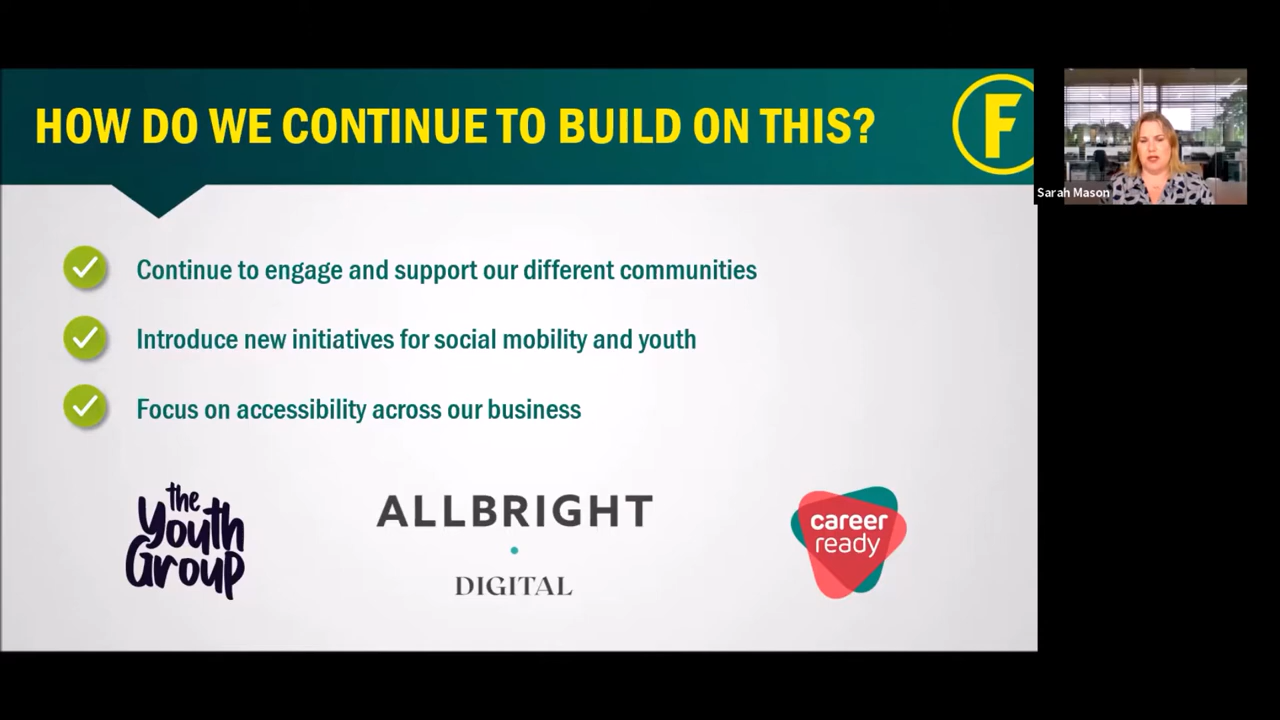 HOW DO WE CONTINUE TO BUILD ON THIS?
F
Sarah Mason
Continue to engage and support our different communities
Introduce new initiatives for social mobility and youth
Focus on accessibility across our business
the
Youth
Group
ALLBRIGHT
DIGITAL
career
ready